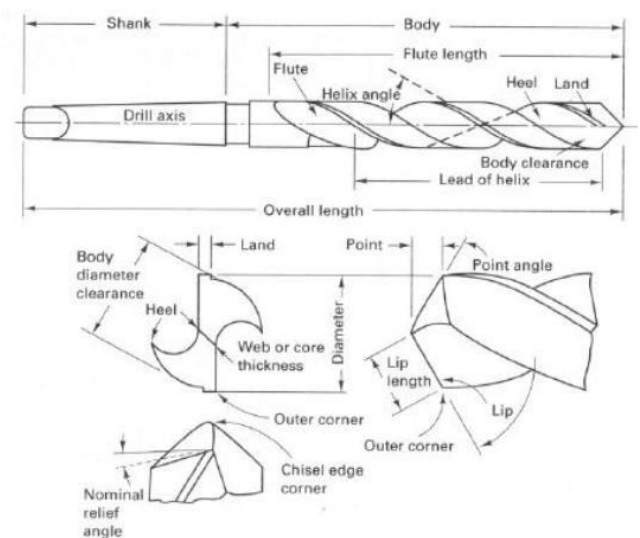 Shank
Body
Flute length
Flute
Helix angle
Heel
Land
Drill axis
Body clearance
Lead of helix
Overall length
Land
Point
Point angle
Body
diameter
clearance
Heel
Web or core
thickness
Diameter
Lip
length
Lip
Outer corner
Outer corner
Chisel edge
corner
Nominal
relief
angle